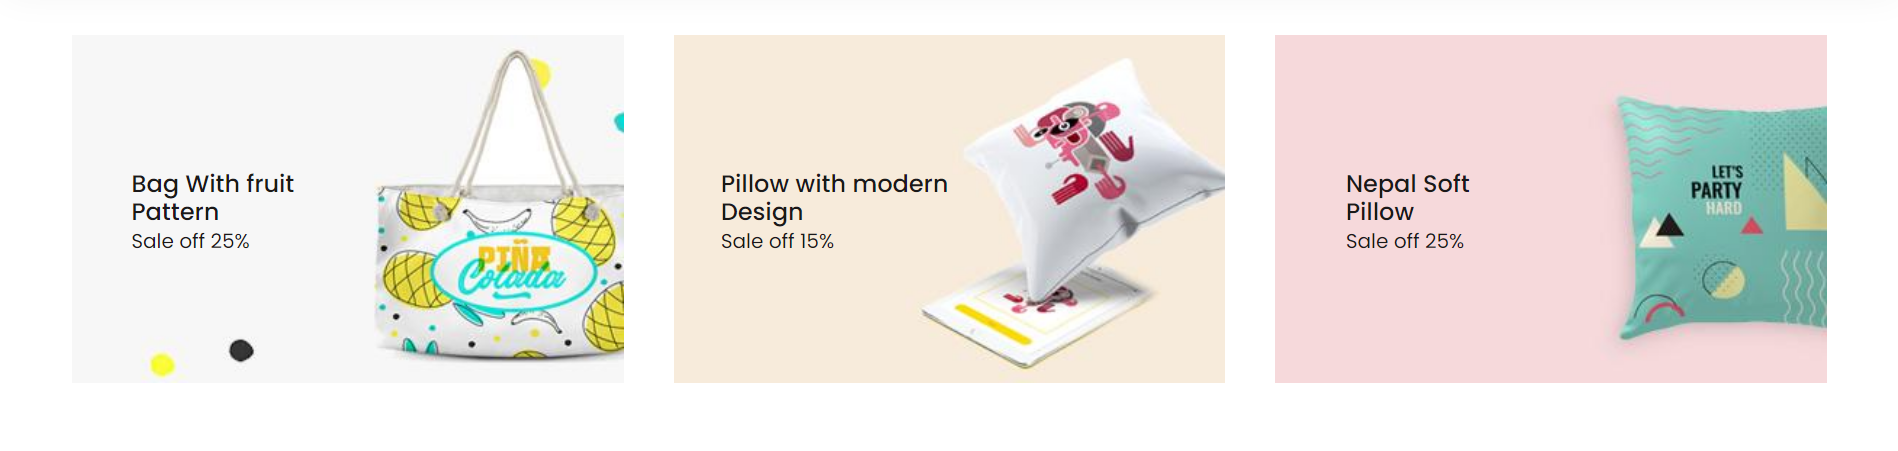 Bag With fruit
Pattern
Sale off 25%
PIÑA
Colada
Pillow with modern
Design
Sale off 15%
Nepal Soft
Pillow
Sale off 25%
LET'S
PARTY
HARD